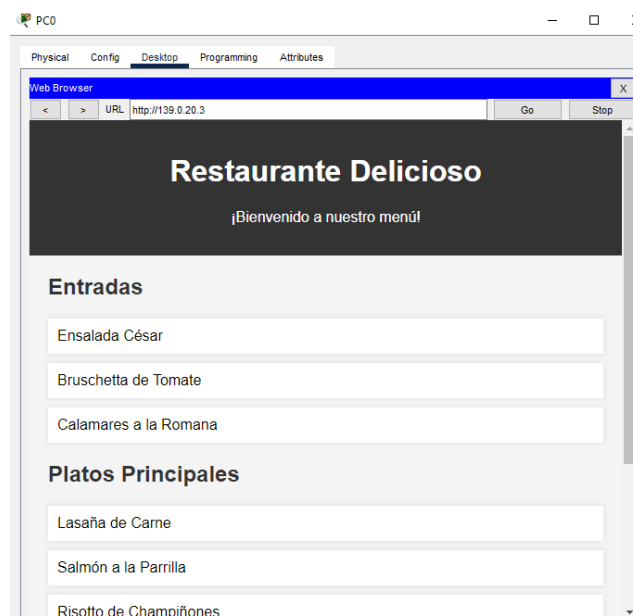 PC0
Physical Config Desktop Programming Attributes
Web Browser
X
< > URL http://139.0.20.3 Go Stop
Restaurante Delicioso
¡Bienvenido a nuestro menú!
Entradas
Ensalada César
Bruschetta de Tomate
Calamares a la Romana
Platos Principales
Lasaña de Carne
Salmón a la Parrilla
Risotto de Champiñones